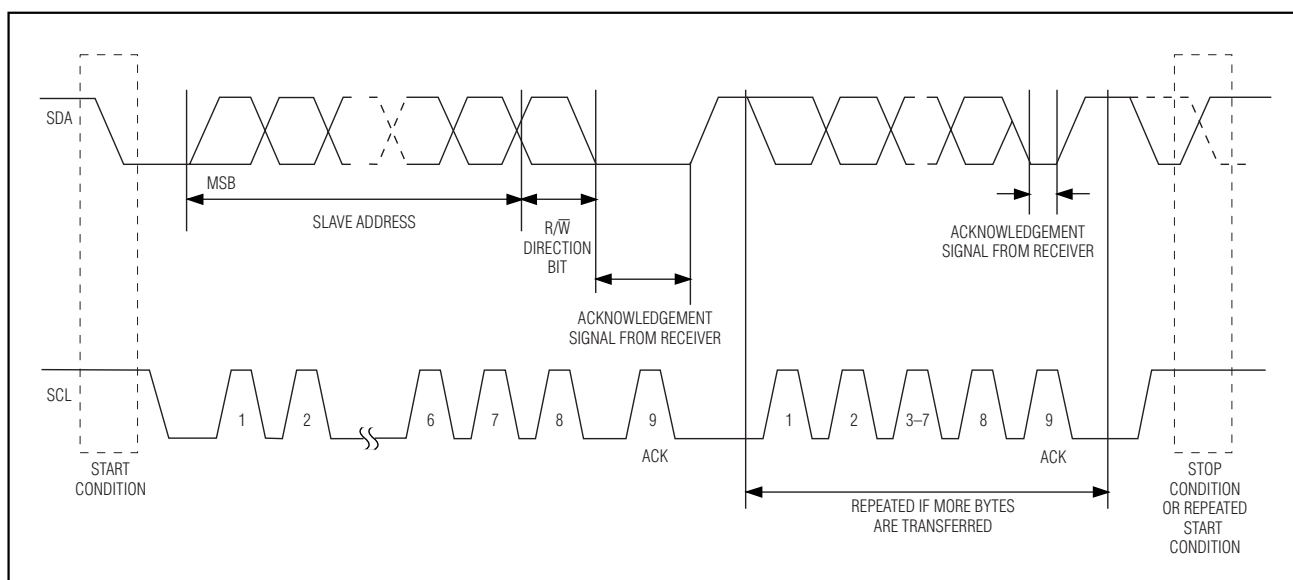 SDA
MSB
SLAVE ADDRESS
R/W̅
DIRECTION
BIT
ACKNOWLEDGEMENT
SIGNAL FROM RECEIVER
ACKNOWLEDGEMENT
SIGNAL FROM RECEIVER
SCL
1 2 6 7 8 9 1 2 3–7 8 9
ACK ACK
START
CONDITION
REPEATED IF MORE BYTES
ARE TRANSFERRED
STOP
CONDITION
OR REPEATED
START
CONDITION